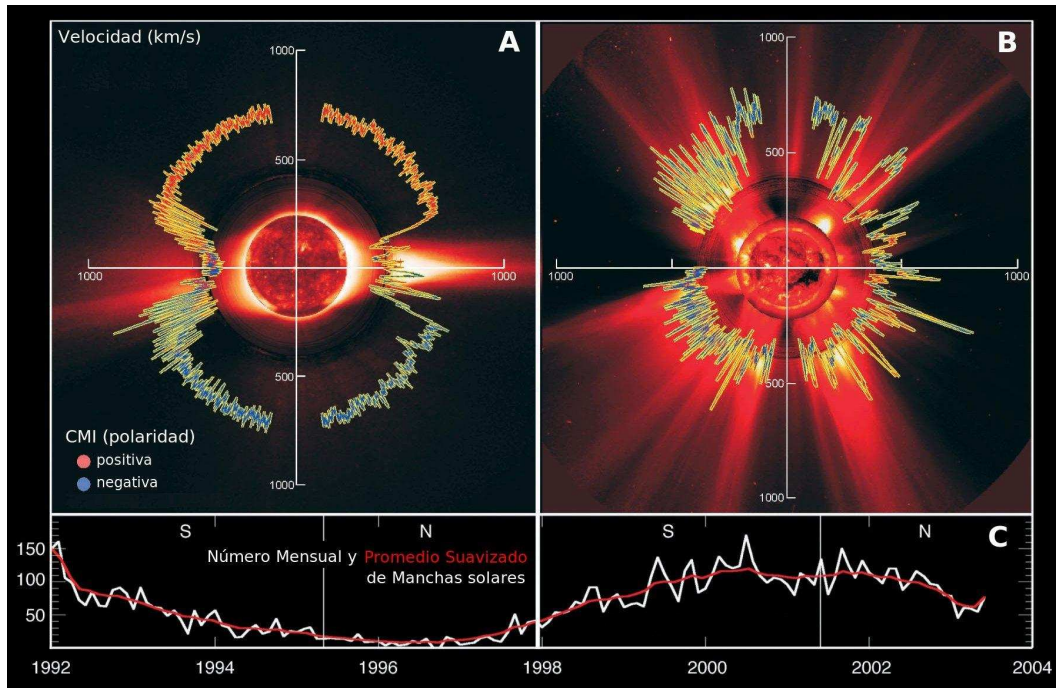 Velocidad (km/s)
A
1000
500
1000
1000
500
1000
CMI (polaridad)
positiva
negativa
B
1000
500
1000
1000
500
1000
S
N
S
N
C
Número Mensual y Promedio Suavizado
de Manchas solares
150
100
50
1992
1994
1996
1998
2000
2002
2004